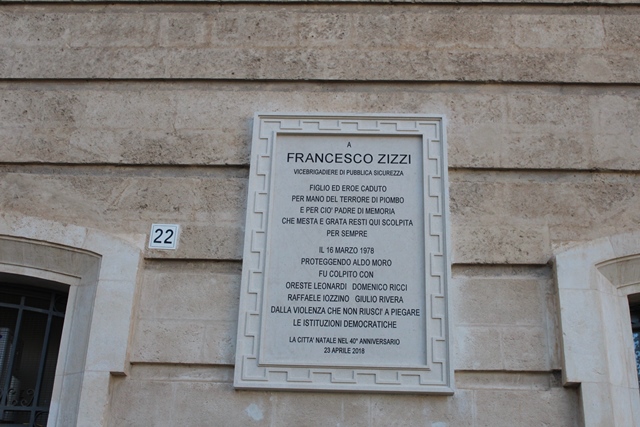 A
FRANCESCO ZIZZI
VICEBRIGADIERE DI PUBBLICA SICUREZZA
FIGLIO ED EROE CADUTO
PER MANO DEL TERRORE DI PIOMBO
E PER CIO' PADRE DI MEMORIA
CHE MESTA E GRATA RESTI QUI SCOLPITA
PER SEMPRE
IL 16 MARZO 1978
PROTEGGENDO ALDO MORO
FU COLPITO CON
ORESTE LEONARDI DOMENICO RICCI
RAFFAELE IOZZINO GIULIO RIVERA
DALLA VIOLENZA CHE NON RIUSCI' A PIEGARE
LE ISTITUZIONI DEMOCRATICHE
LA CITTA' NATALE NEL 40° ANNIVERSARIO
23 APRILE 2018
22